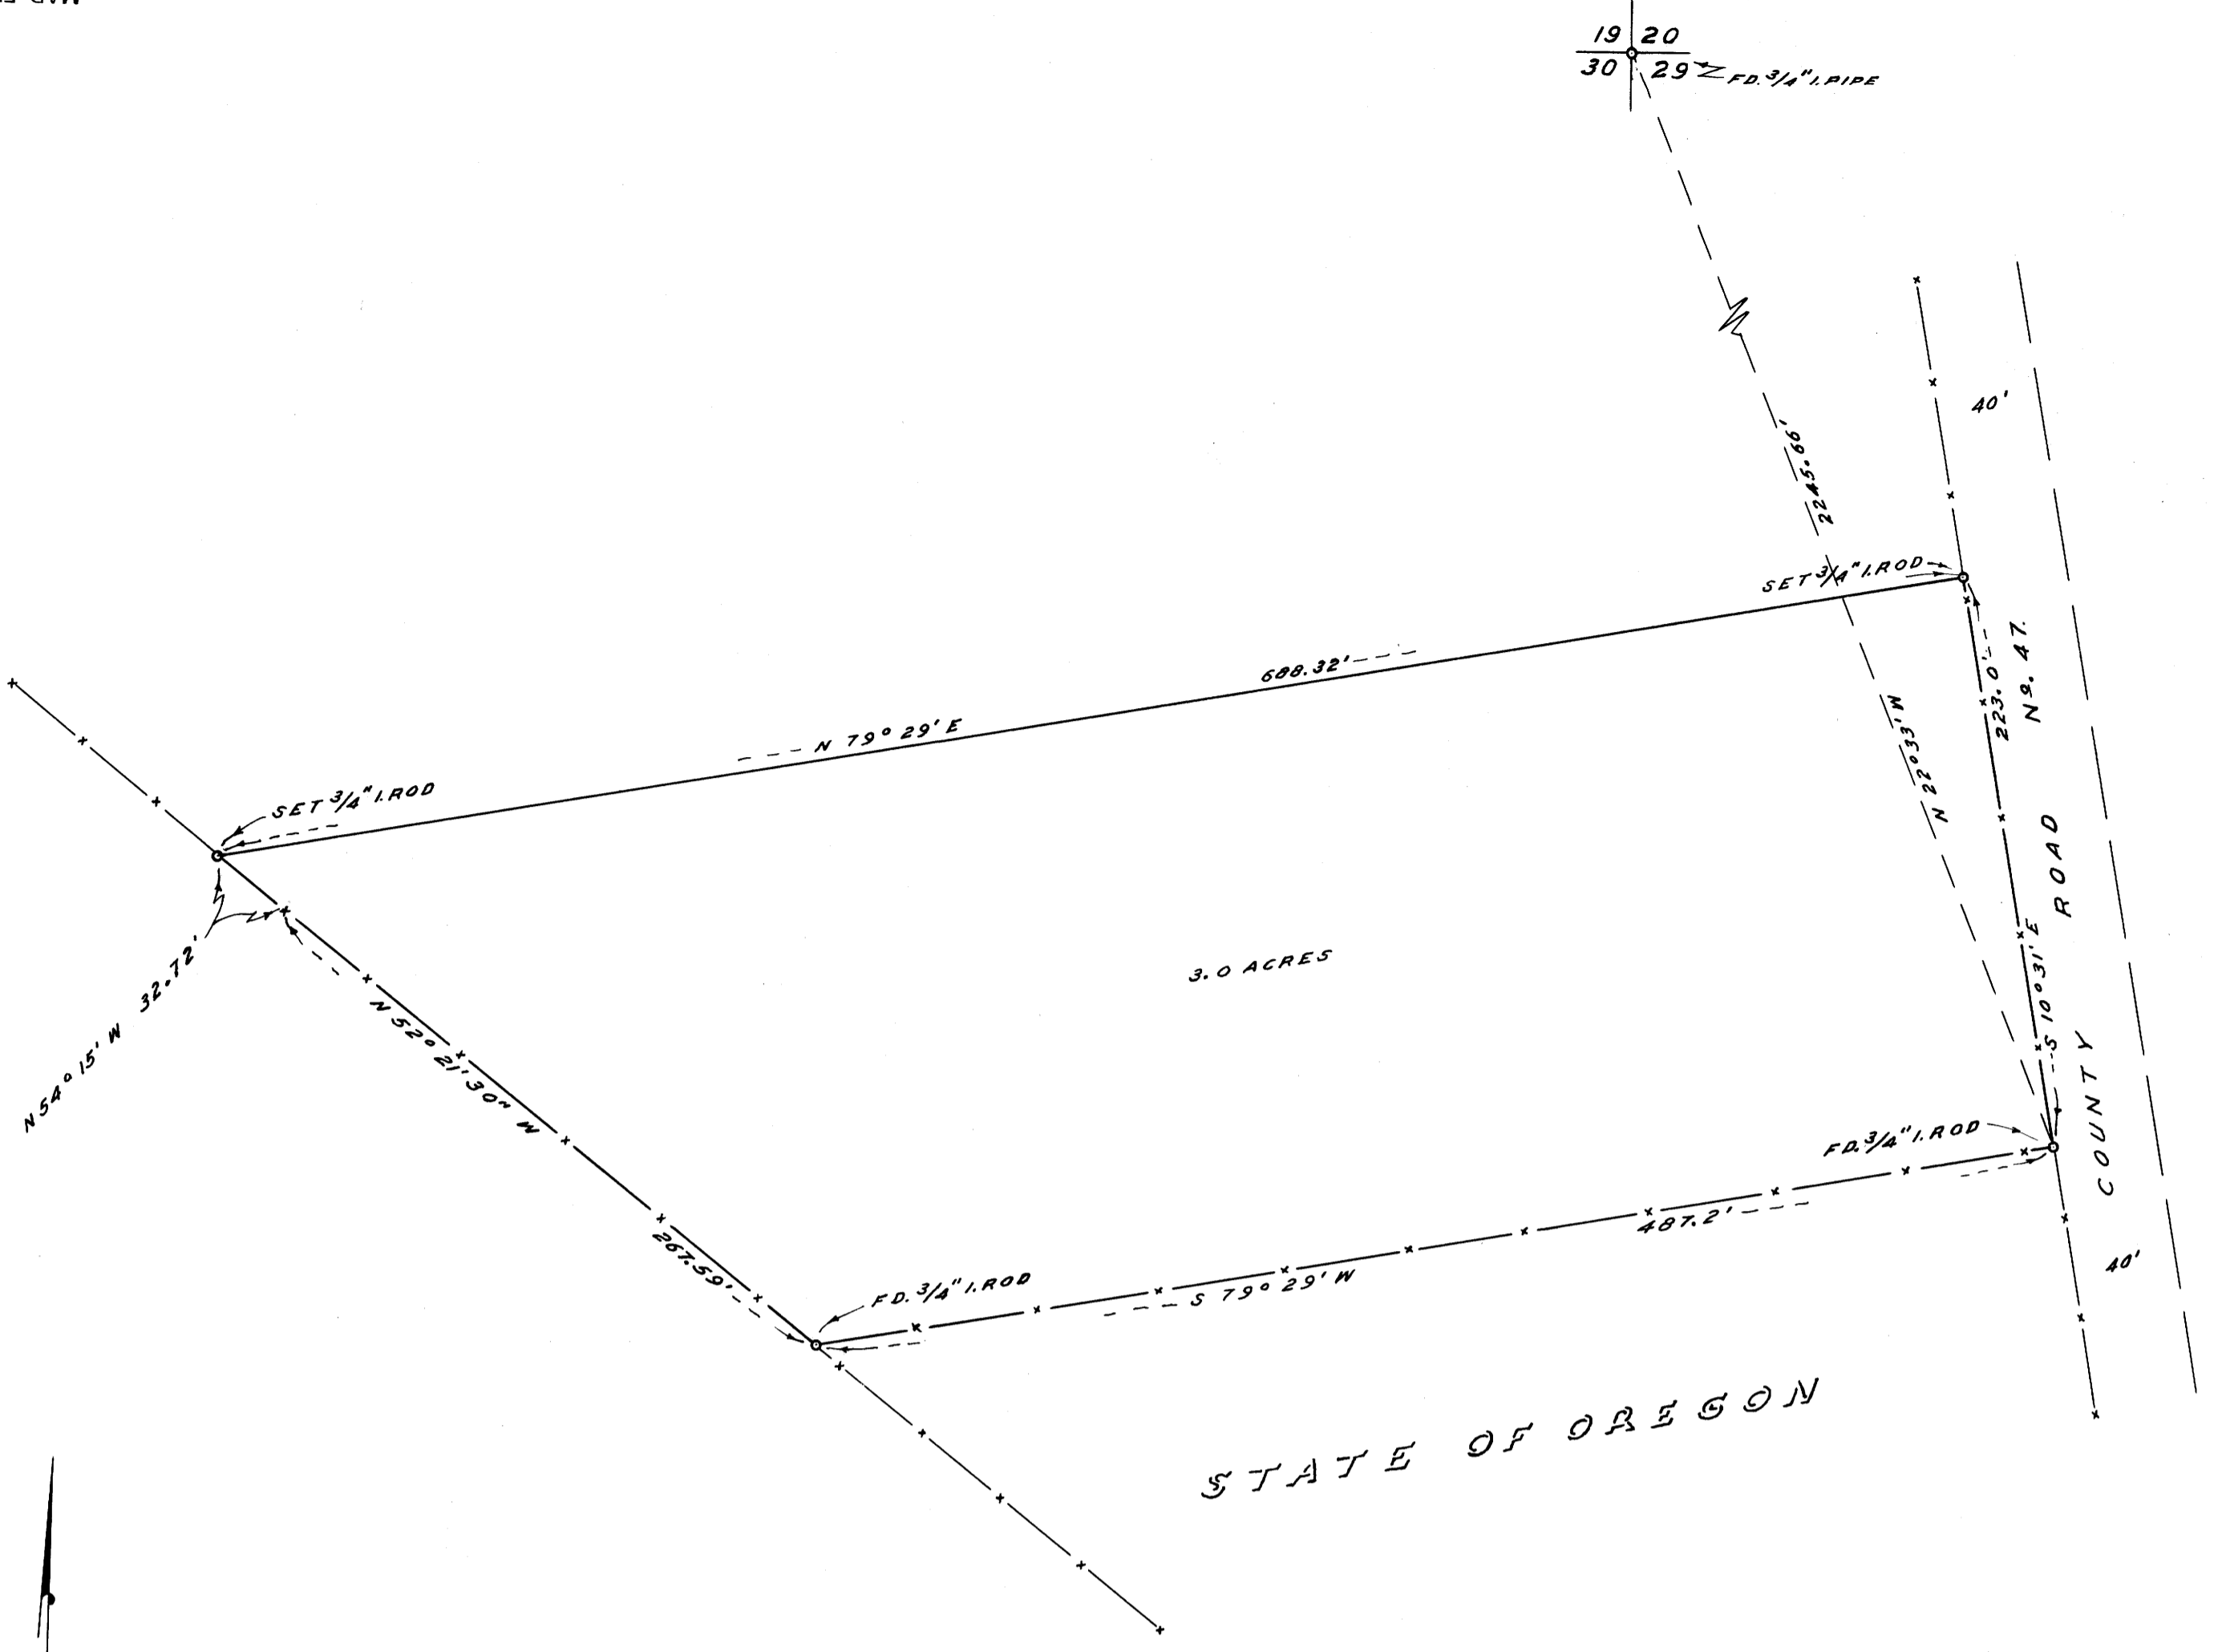 19 20
30 29
FD. 3/4" I. PIPE
40'
2245.66'
SET 3/4" I. ROD
688.32'
N 79° 29' E
223.0'
No. 47.
N 22° 33' W
SET 3/4" I. ROD
ROAD
3.0 ACRES
S 10° 31' E
N 54° 15' W 32.72'
N 52° 21' 30" W
COUNTY
FD. 3/4" I. ROD
487.2'
40'
267.59'
FD. 3/4" I. ROD
S 79° 29' W
STATE OF OREGON